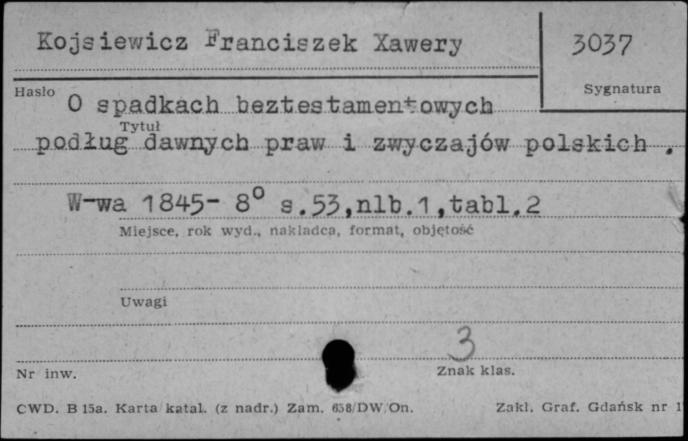 Kojsiewicz Franciszek Xawery
3037
Hasło
Sygnatura
O spadkach beztestamentowych
Tytuł
podług dawnych praw i zwyczajów polskich .
W-wa 1845- 8° s.53,nlb.1,tabl.2
Miejsce, rok wyd., nakładca, format, objętość
Uwagi
3
Nr inw.
Znak klas.
CWD. B 15a. Karta katal. (z nadr.) Zam. 658/DW/On.
Zakł. Graf. Gdańsk nr 1